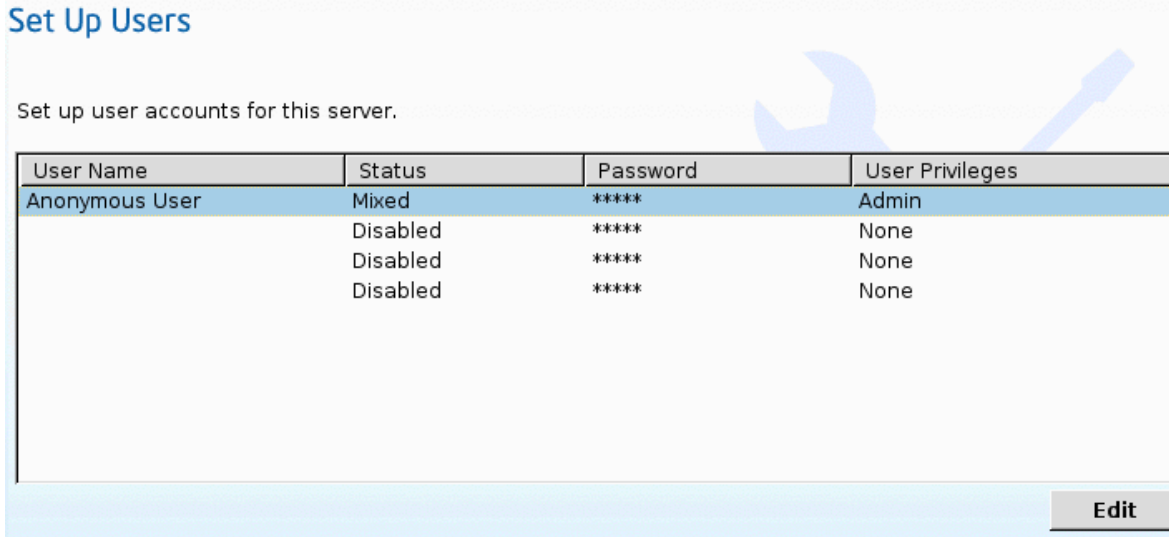 Set Up Users
Set up user accounts for this server.
User Name Status Password User Privileges
Anonymous User Mixed ***** Admin
Disabled ***** None
Disabled ***** None
Disabled ***** None
Edit